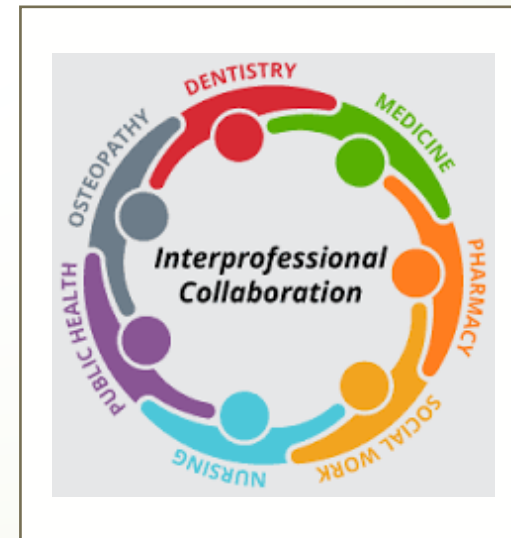 DENTISTRY
MEDICINE
PHARMACY
SOCIAL WORK
NURSING
PUBLIC HEALTH
OSTEOPATHY
Interprofessional
Collaboration